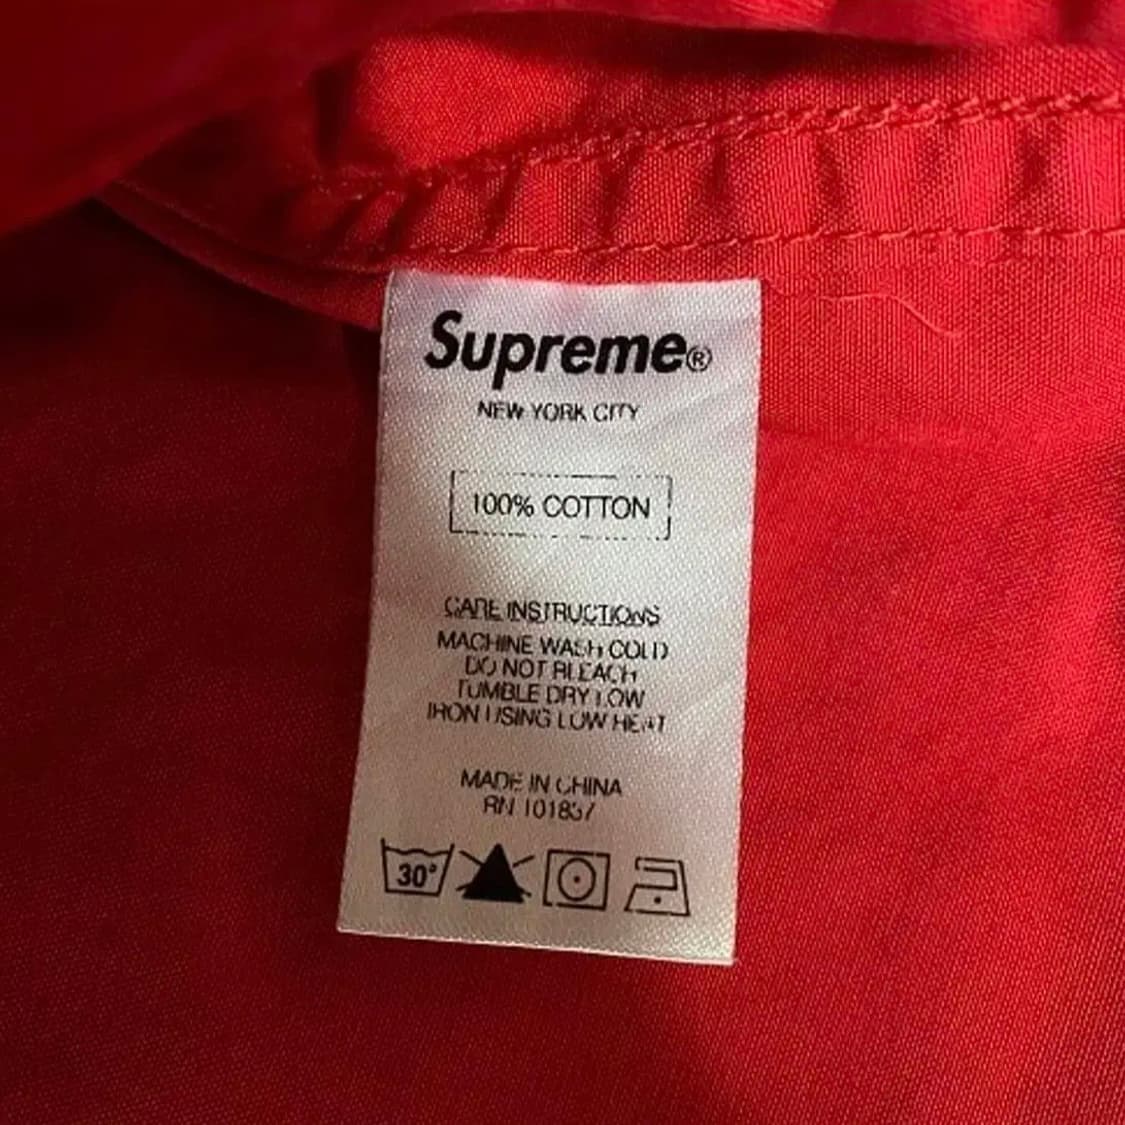 Supreme®
NEW YORK CITY
100% COTTON
CARE INSTRUCTIONS
MACHINE WASH COLD
DO NOT BLEACH
TUMBLE DRY LOW
IRON USING LOW HEAT
MADE IN CHINA
RN 101837
30°